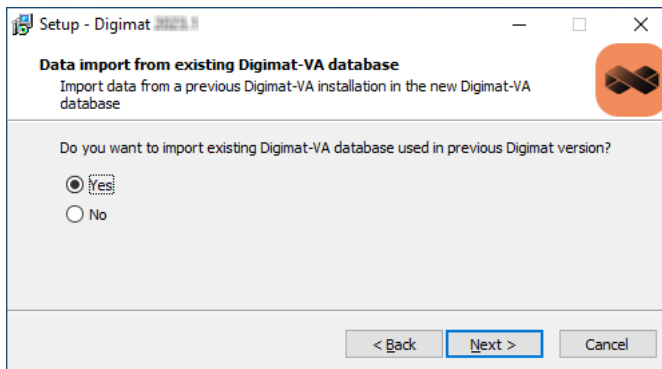 Setup - Digimat
Data import from existing Digimat-VA database
Import data from a previous Digimat-VA installation in the new Digimat-VA
database
Do you want to import existing Digimat-VA database used in previous Digimat version?
Yes
No
< Back
Next >
Cancel